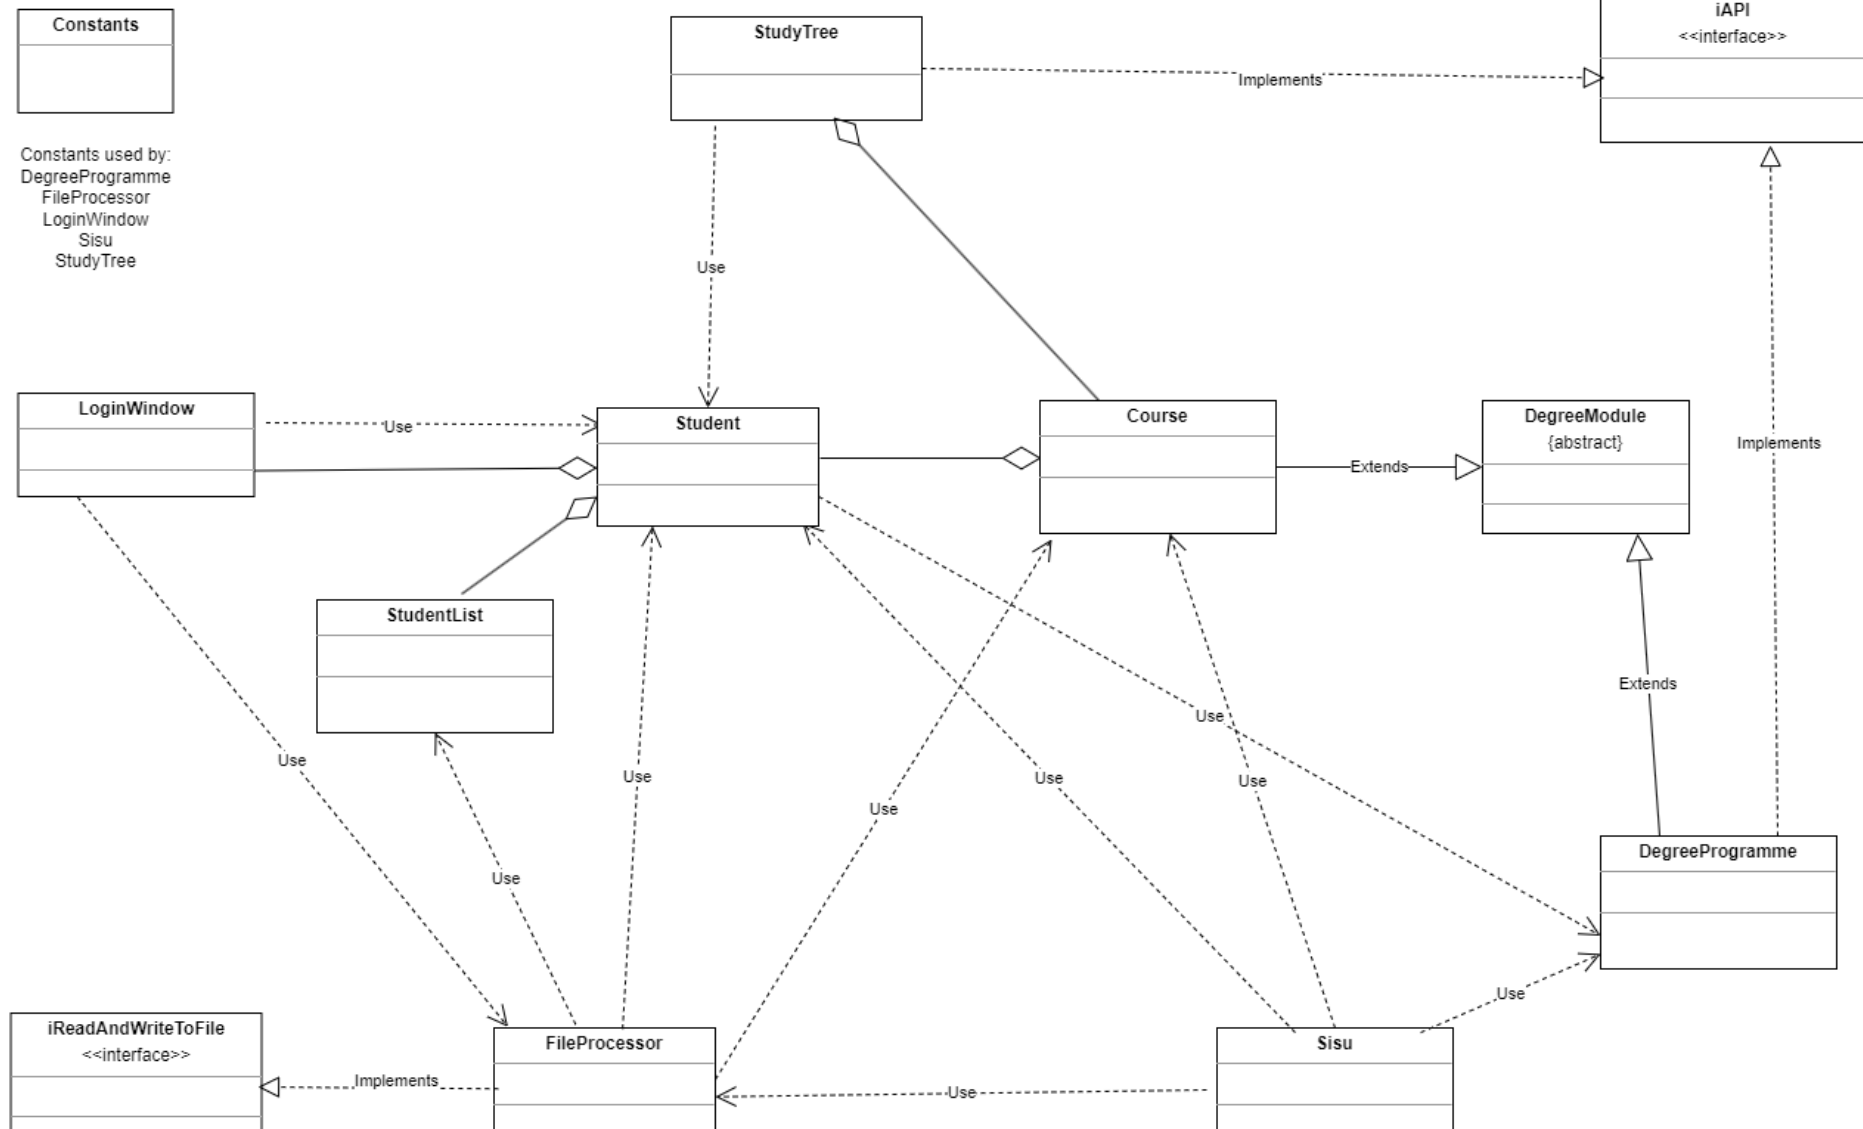 Constants
StudyTree
iAPI
<<interface>>
Implements
Constants used by:
DegreeProgramme
FileProcessor
LoginWindow
Sisu
StudyTree
Use
LoginWindow
Use
Student
Course
Extends
DegreeModule
{abstract}
Implements
StudentList
Extends
Use
Use
Use
Use
Use
Use
Use
DegreeProgramme
Use
iReadAndWriteToFile
<<interface>>
Implements
FileProcessor
Use
Sisu